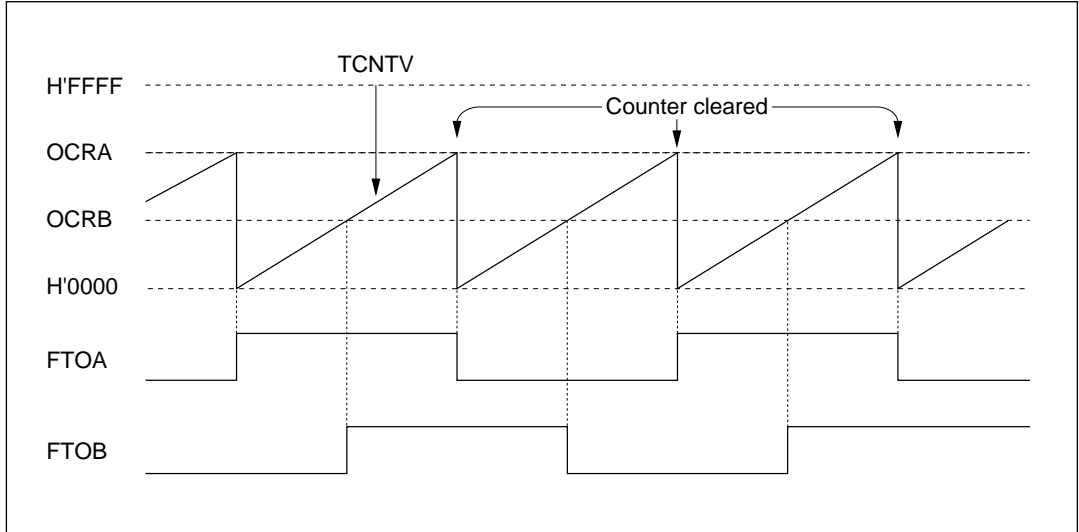 TCNTV
H'FFFF
Counter cleared
OCRA
OCRB
H'0000
FTOA
FTOB